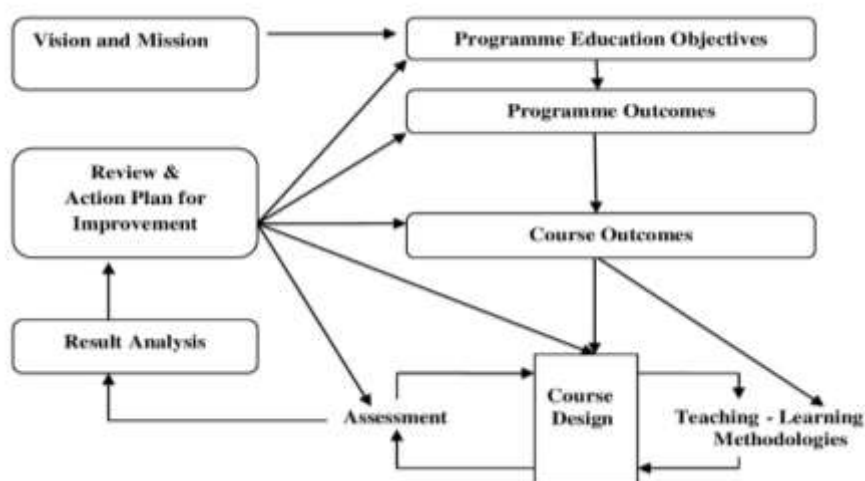 Vision and Mission
Programme Education Objectives
Programme Outcomes
Review &
Action Plan for
Improvement
Course Outcomes
Result Analysis
Assessment
Course
Design
Teaching - Learning
Methodologies